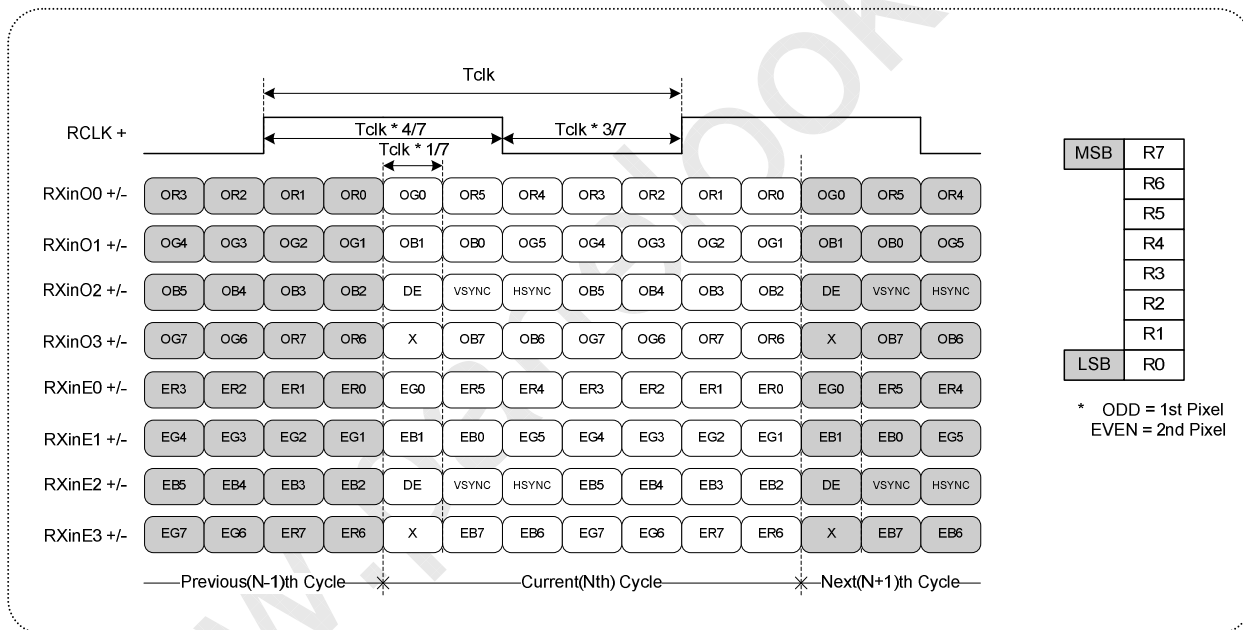 Tclk
RCLK +
Tclk * 4/7
Tclk * 3/7
Tclk * 1/7
RXinO0 +/- OR3 OR2 OR1 OR0 OG0 OR5 OR4 OR3 OR2 OR1 OR0 OG0 OR5 OR4
RXinO1 +/- OG4 OG3 OG2 OG1 OB1 OB0 OG5 OG4 OG3 OG2 OG1 OB1 OB0 OG5
RXinO2 +/- OB5 OB4 OB3 OB2 DE VSYNC HSYNC OB5 OB4 OB3 OB2 DE VSYNC HSYNC
RXinO3 +/- OG7 OG6 OR7 OR6 X OB7 OB6 OG7 OG6 OR7 OR6 X OB7 OB6
RXinE0 +/- ER3 ER2 ER1 ER0 EG0 ER5 ER4 ER3 ER2 ER1 ER0 EG0 ER5 ER4
RXinE1 +/- EG4 EG3 EG2 EG1 EB1 EB0 EG5 EG4 EG3 EG2 EG1 EB1 EB0 EG5
RXinE2 +/- EB5 EB4 EB3 EB2 DE VSYNC HSYNC EB5 EB4 EB3 EB2 DE VSYNC HSYNC
RXinE3 +/- EG7 EG6 ER7 ER6 X EB7 EB6 EG7 EG6 ER7 ER6 X EB7 EB6
Previous(N-1)th Cycle Current(Nth) Cycle Next(N+1)th Cycle
MSB R7
R6
R5
R4
R3
R2
R1
LSB R0
* ODD = 1st Pixel
EVEN = 2nd Pixel